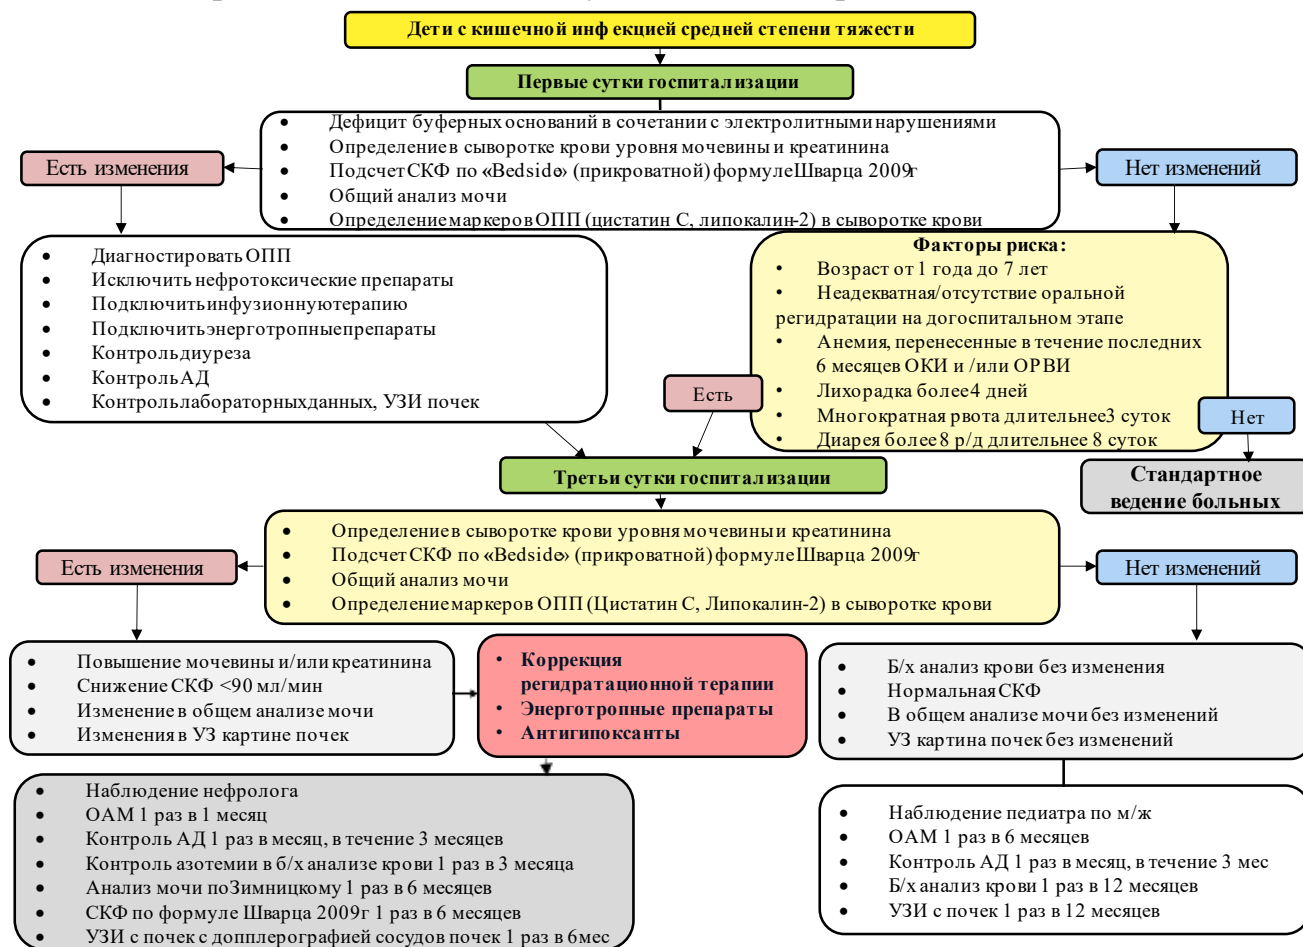 Дети с кишечной инфекцией средней степени тяжести
Первые сутки госпитализации
• Дефицит буферных оснований в сочетании с электролитными нарушениями
• Определение в сыворотке крови уровня мочевины и креатинина
• Подсчет СКФ по «Bedside» (прикроватной) формуле Шварца 2009г
• Общий анализ мочи
• Определение маркеров ОПП (цистатин С, липокалин-2) в сыворотке крови
Есть изменения
Нет изменений
• Диагностировать ОПП
• Исключить нефротоксические препараты
• Подключить инфузионную терапию
• Подключить энерготропные препараты
• Контроль диуреза
• Контроль АД
• Контроль лабораторных данных, УЗИ почек
Факторы риска:
• Возраст от 1 года до 7 лет
• Неадекватная/отсутствие оральной
регидратации на догоспитальном этапе
• Анемия, перенесенные в течение последних
6 месяцев ОКИ и /или ОРВИ
• Лихорадка более 4 дней
• Многократная рвота длительнее 3 суток
• Диарея более 8 р/д длительнее 8 суток
Есть
Нет
Стандартное
ведение больных
Третьи сутки госпитализации
• Определение в сыворотке крови уровня мочевины и креатинина
• Подсчет СКФ по «Bedside» (прикроватной) формуле Шварца 2009г
• Общий анализ мочи
• Определение маркеров ОПП (Цистатин С, Липокалин-2) в сыворотке крови
Есть изменения
Нет изменений
• Повышение мочевины и/или креатинина
• Снижение СКФ <90 мл/мин
• Изменение в общем анализе мочи
• Изменения в УЗ картине почек
• Коррекция
регидратационной терапии
• Энерготропные препараты
• Антигипоксанты
• Б/х анализ крови без изменения
• Нормальная СКФ
• В общем анализе мочи без изменений
• УЗ картина почек без изменений
• Наблюдение нефролога
• ОАМ 1 раз в 1 месяц
• Контроль АД 1 раз в месяц, в течение 3 месяцев
• Контроль азотемии в б/х анализе крови 1 раз в 3 месяца
• Анализ мочи по Зимницкому 1 раз в 6 месяцев
• СКФ по формуле Шварца 2009г 1 раз в 6 месяцев
• УЗИ с почек с допплерографией сосудов почек 1 раз в 6 мес
• Наблюдение педиатра по м/ж
• ОАМ 1 раз в 6 месяцев
• Контроль АД 1 раз в месяц, в течение 3 мес
• Б/х анализ крови 1 раз в 12 месяцев
• УЗИ с почек 1 раз в 12 месяцев